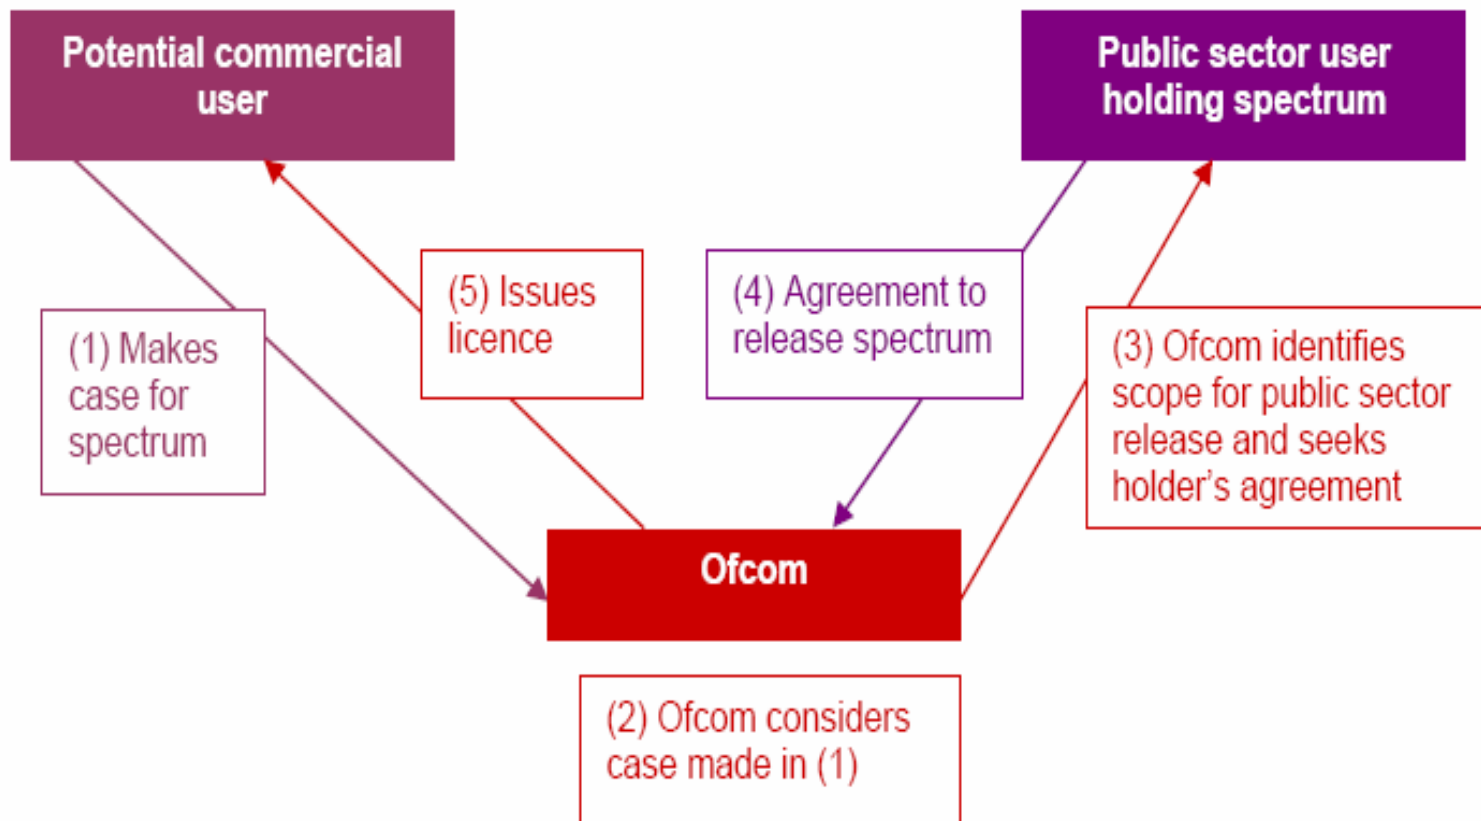 Potential commercial
user
Public sector user
holding spectrum
(1) Makes
case for
spectrum
(5) Issues
licence
(4) Agreement to
release spectrum
(3) Ofcom identifies
scope for public sector
release and seeks
holder’s agreement
Ofcom
(2) Ofcom considers
case made in (1)